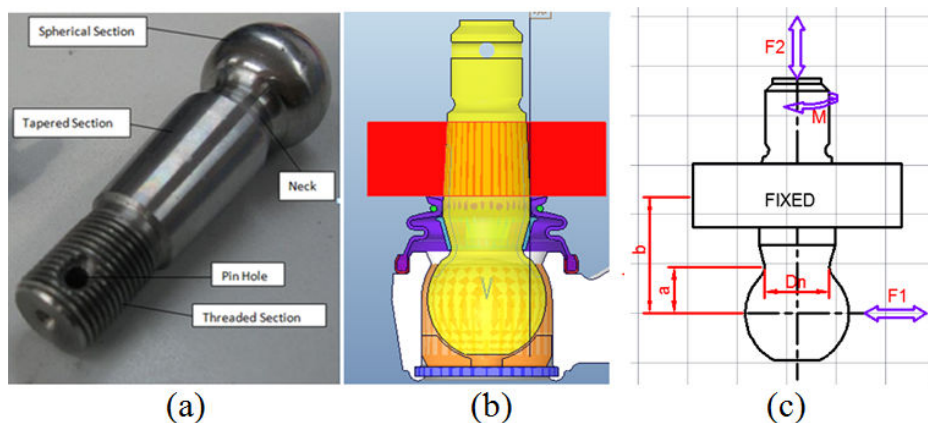 Spherical Section
Tapered Section
Neck
Pin Hole
Threaded Section
F2
M
FIXED
b
a
Dn
F1
(a)
(b)
(c)